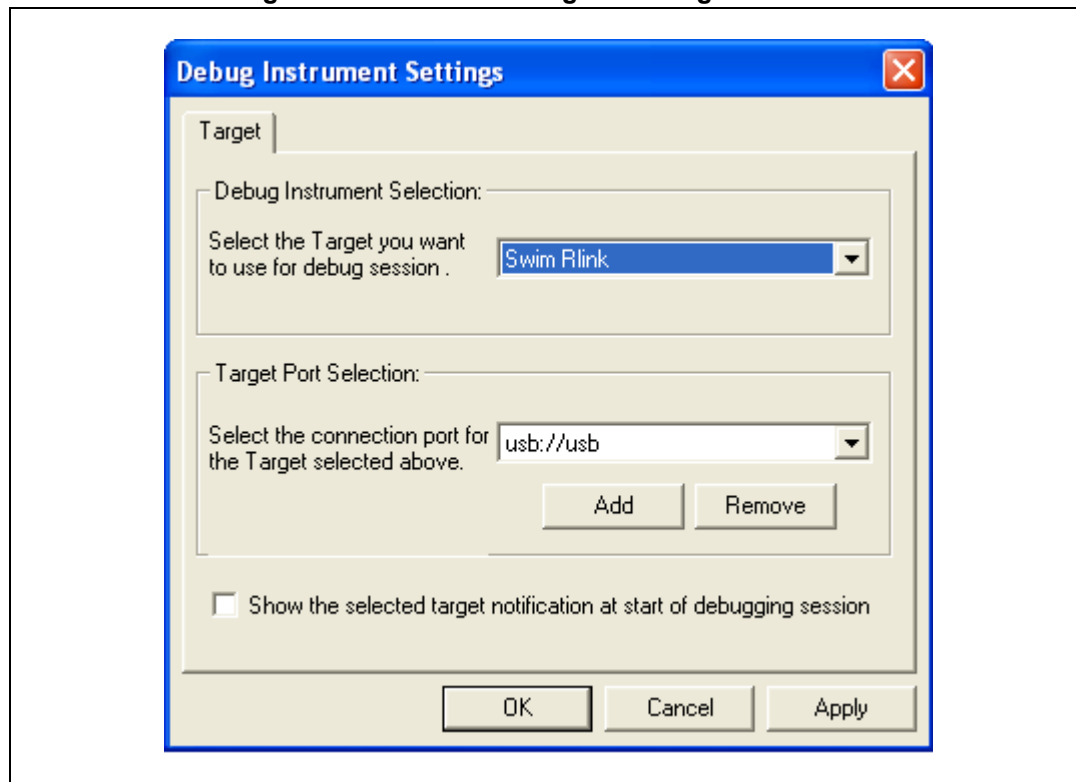 Debug Instrument Settings
Target
Debug Instrument Selection:
Select the Target you want
to use for debug session .
Swim Rlink
Target Port Selection:
Select the connection port for
the Target selected above.
usb://usb
Add
Remove
Show the selected target notification at start of debugging session
OK
Cancel
Apply